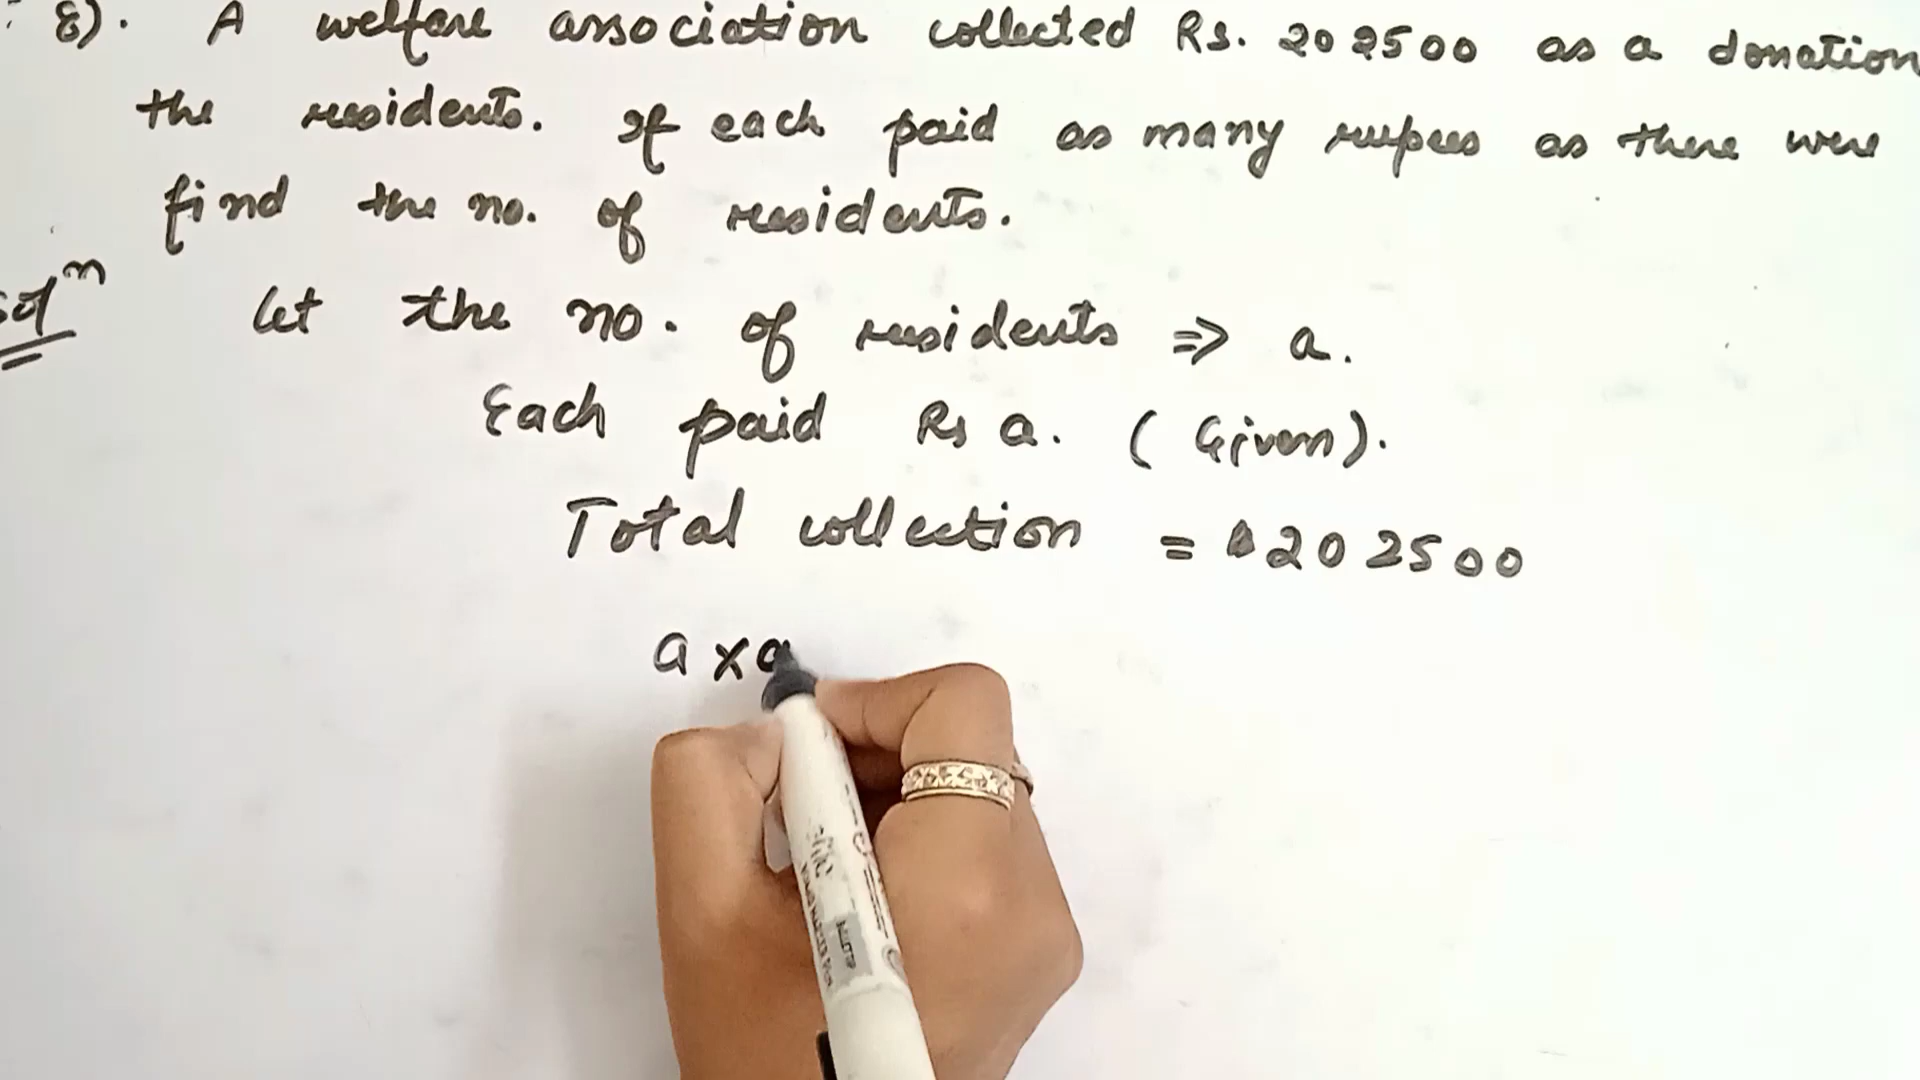 8). A welfare association collected Rs. 202500 as a donation
the residents. If each paid as many rupees as there were
find the no. of residents.
Solⁿ Let the no. of residents ⇒ a.
Each paid Rs a. (Given).
Total collection = 202500
a x a